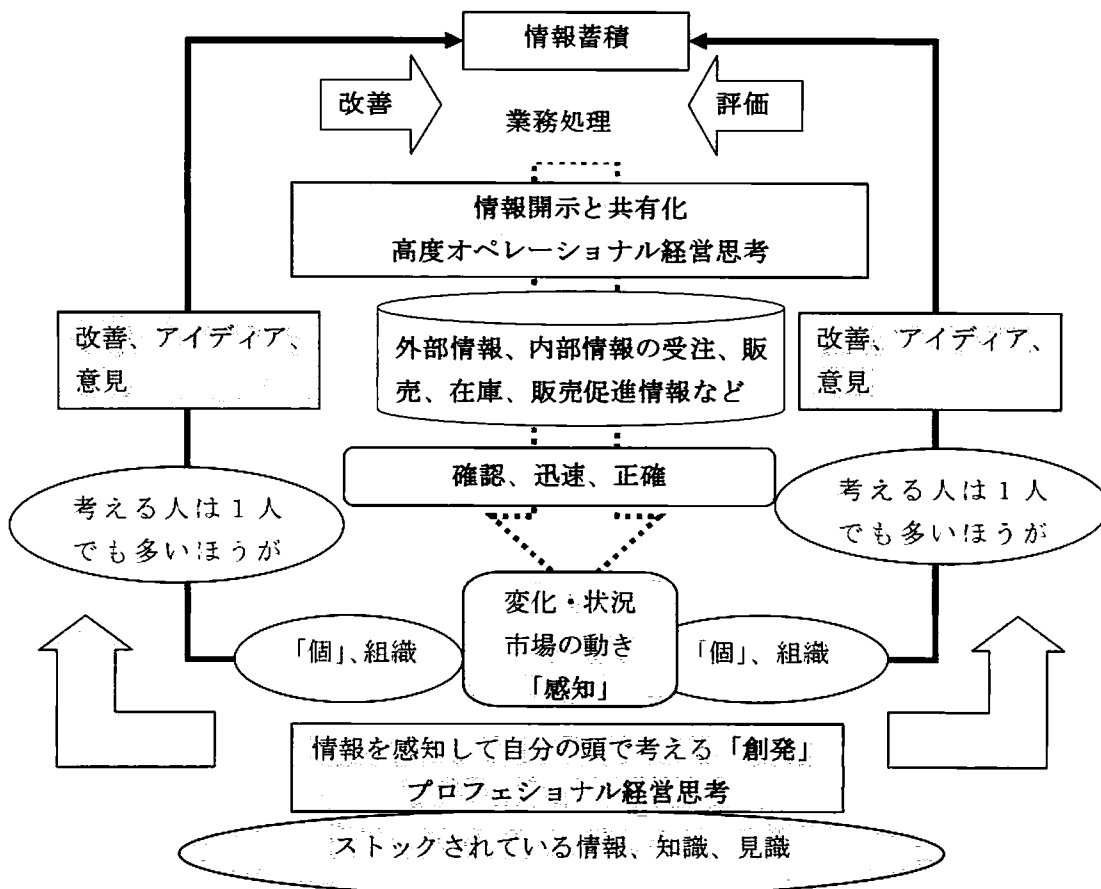 情報蓄積
改善
評価
業務処理
情報開示と共有化
高度オペレーショナル経営思考
改善、アイディア、
意見
外部情報、内部情報の受注、販
売、在庫、販売促進情報など
改善、アイディア、
意見
確認、迅速、正確
考える人は１人
でも多いほうが
考える人は１人
でも多いほうが
「個」、組織
変化・状況
市場の動き
「感知」
「個」、組織
情報を感知して自分の頭で考える「創発」
プロフェショナル経営思考
ストックされている情報、知識、見識